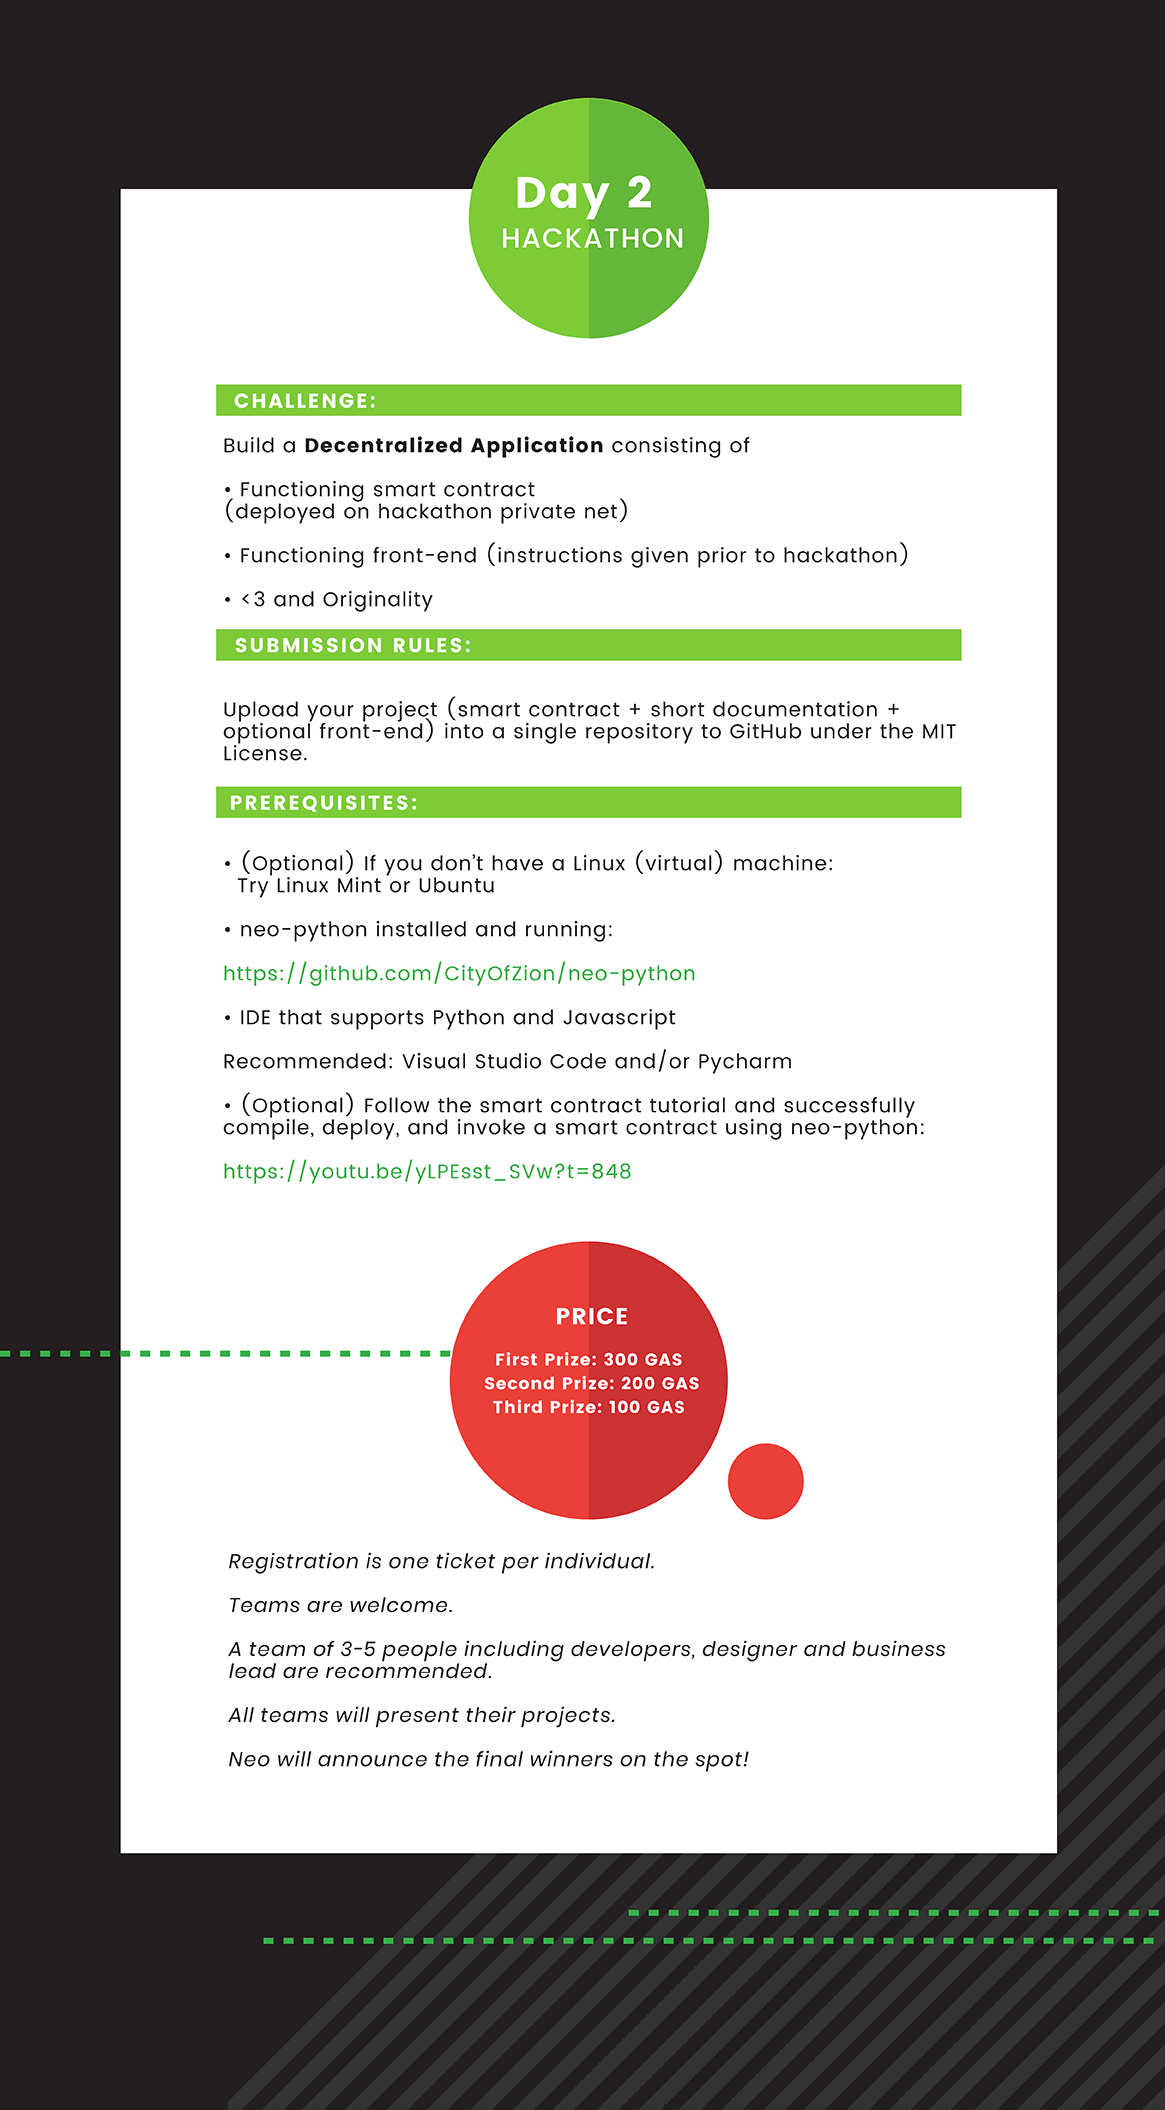 Day 2
HACKATHON
CHALLENGE:
Build a Decentralized Application consisting of
• Functioning smart contract
(deployed on hackathon private net)
• Functioning front-end (instructions given prior to hackathon)
• <3 and Originality
SUBMISSION RULES:
Upload your project (smart contract + short documentation +
optional front-end) into a single repository to GitHub under the MIT
License.
PREREQUISITES:
• (Optional) If you don't have a Linux (virtual) machine:
Try Linux Mint or Ubuntu
• neo-python installed and running:
https://github.com/CityOfZion/neo-python
• IDE that supports Python and Javascript
Recommended: Visual Studio Code and/or Pycharm
• (Optional) Follow the smart contract tutorial and successfully
compile, deploy, and invoke a smart contract using neo-python:
https://youtu.be/yLPEsst_SVw?t=848
PRICE
First Prize: 300 GAS
Second Prize: 200 GAS
Third Prize: 100 GAS
Registration is one ticket per individual.
Teams are welcome.
A team of 3-5 people including developers, designer and business
lead are recommended.
All teams will present their projects.
Neo will announce the final winners on the spot!